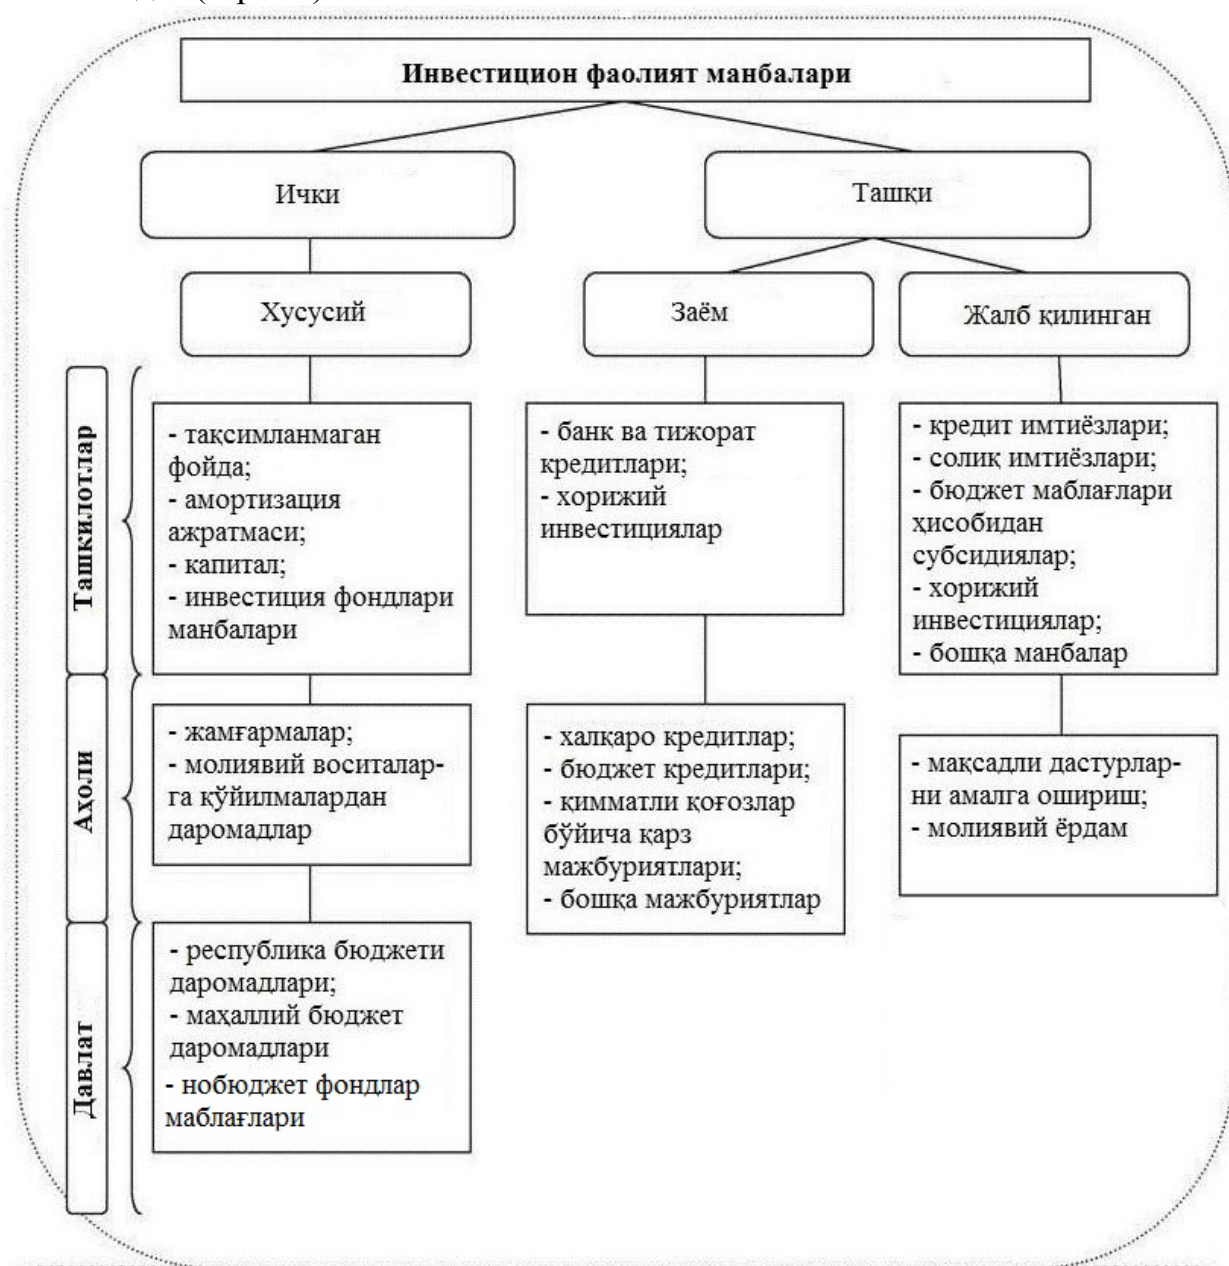 Инвестицион фаолият манбалари
Ички
Ташқи
Хусусий
Заём
Жалб қилинган
Ташкилотлар
- тақсимланмаган
фойда;
- амортизация
ажратмаси;
- капитал;
- инвестиция фондлари
манбалари
- банк ва тижорат
кредитлари;
- хорижий
инвестициялар
- кредит имтиёзлари;
- солиқ имтиёзлари;
- бюджет маблағлари
ҳисобидан
субсидиялар;
- хорижий
инвестициялар;
- бошқа манбалар
Аҳоли
- жамғармалар;
- молиявий воситалар-
га қўйилмалардан
даромадлар
- халқаро кредитлар;
- бюджет кредитлари;
- қимматли қоғозлар
бўйича қарз
мажбуриятлари;
- бошқа мажбуриятлар
- мақсадли дастурлар-
ни амалга ошириш;
- молиявий ёрдам
Давлат
- республика бюджети
даромадлари;
- маҳаллий бюджет
даромадлари
- нобюджет фондлар
маблағлари